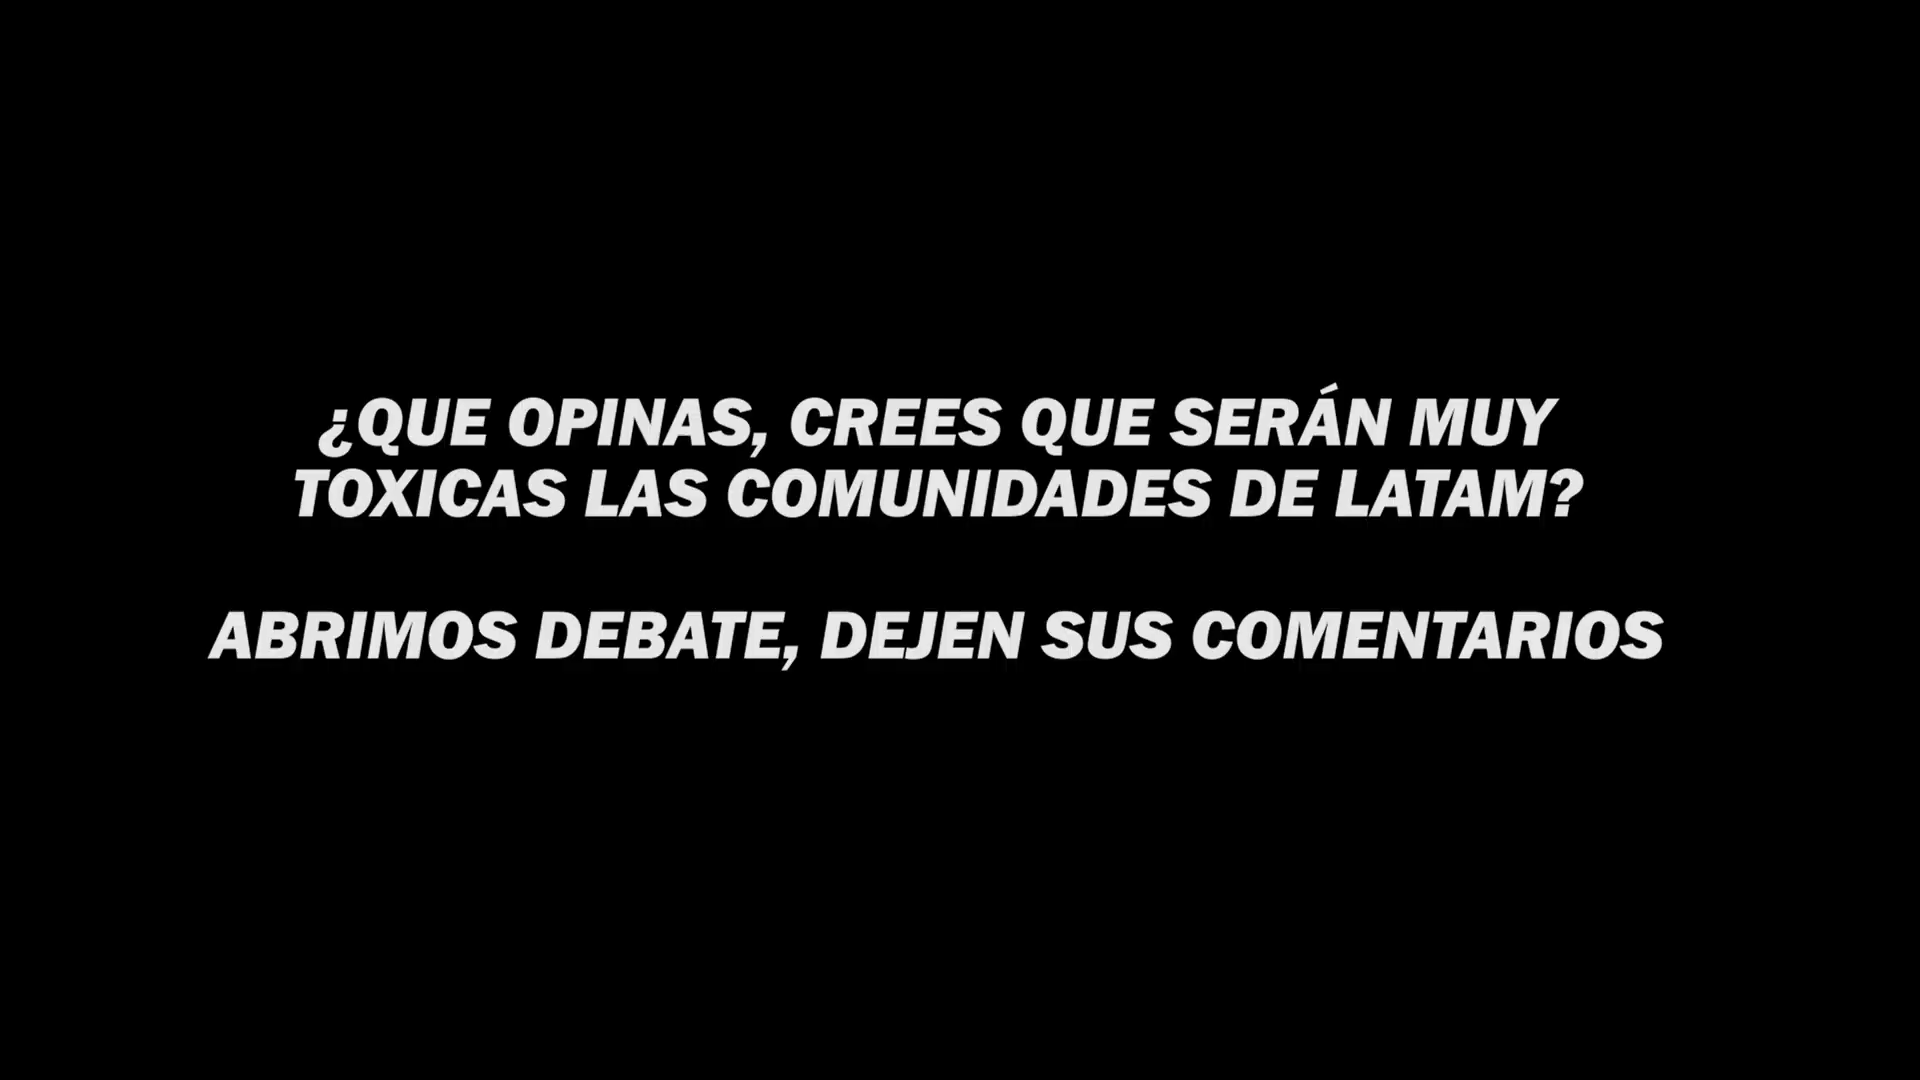 ¿QUE OPINAS, CREES QUE SERÁN MUY
TOXICAS LAS COMUNIDADES DE LATAM?
ABRIMOS DEBATE, DEJEN SUS COMENTARIOS